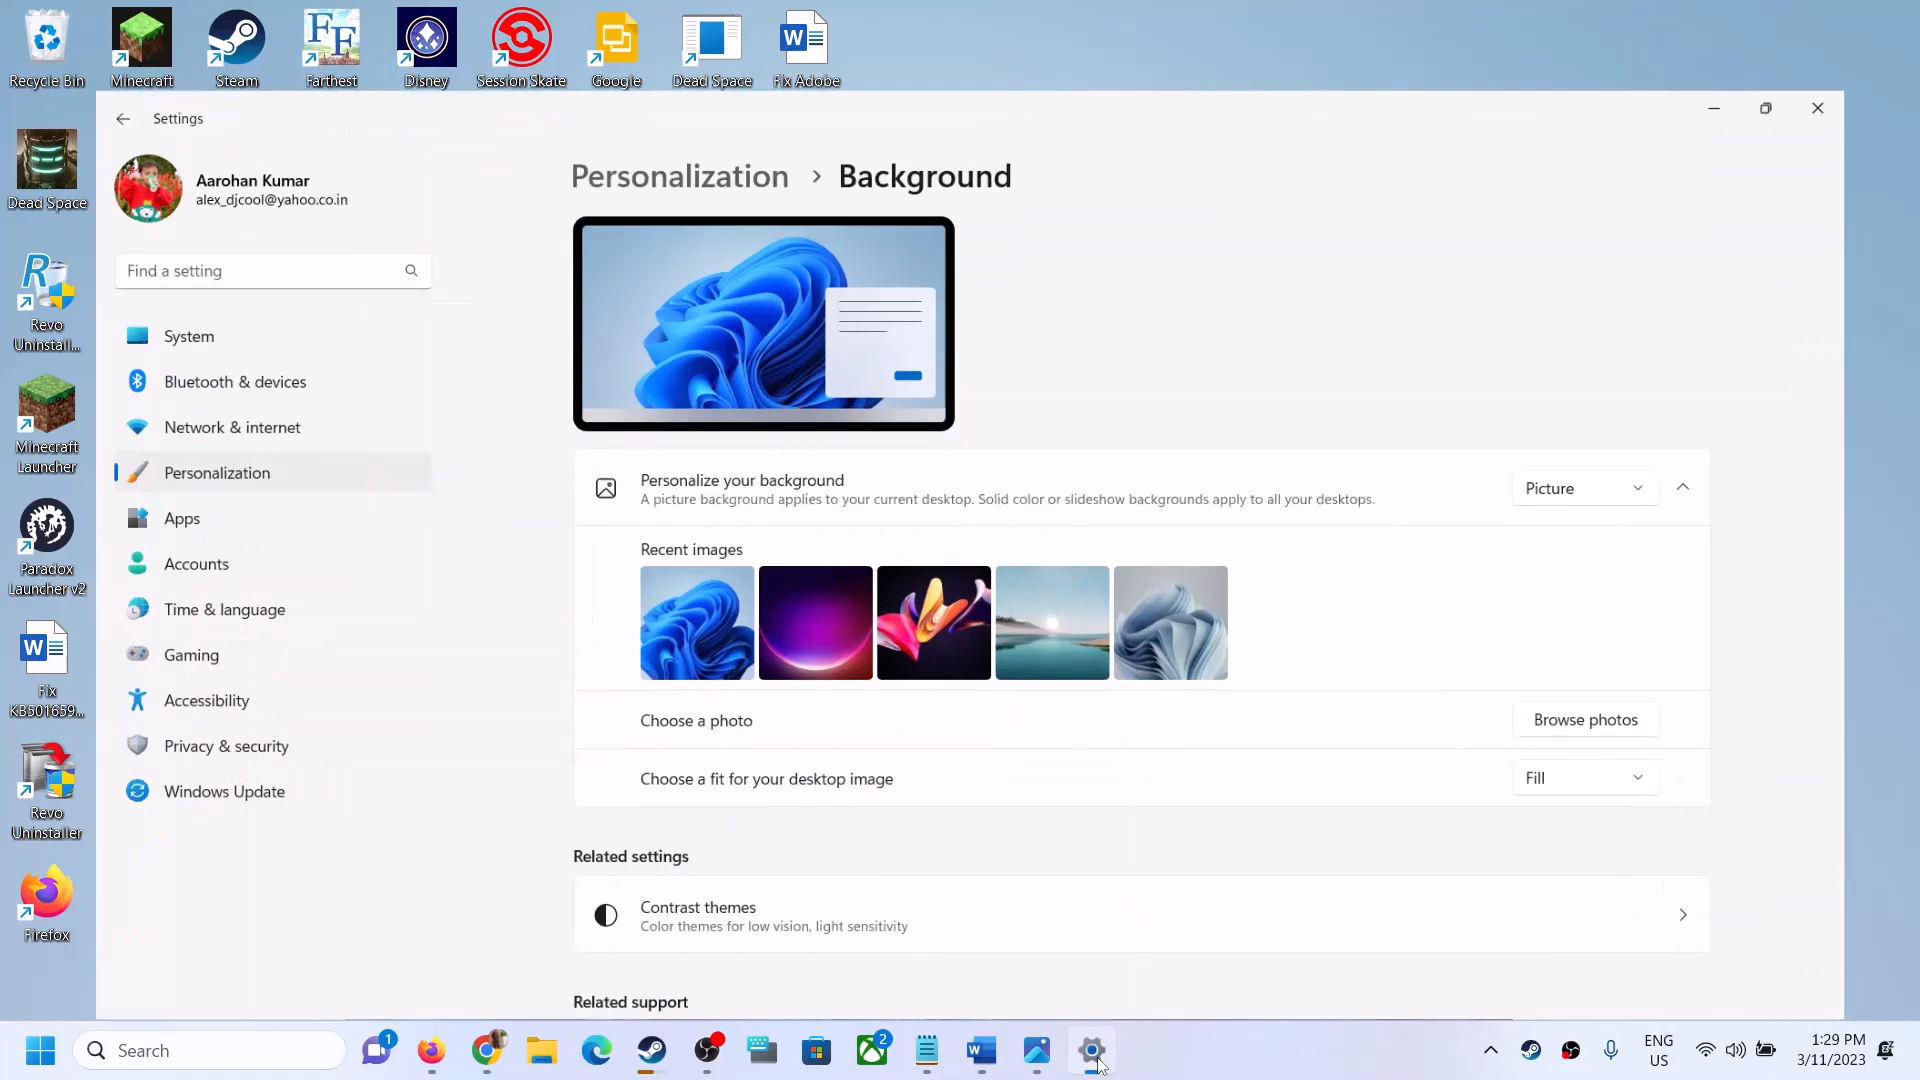 Recycle Bin
Minecraft
Steam
Farthest
Disney
Session Skate
Google
Dead Space
Fix Adobe
Dead Space
Revo
Uninstall...
Minecraft
Launcher
Paradox
Launcher v2
Fix
KB501659...
Revo
Uninstaller
Firefox
Settings
Aarohan Kumar
alex_djcool@yahoo.co.in
Find a setting
System
Bluetooth & devices
Network & internet
Personalization
Apps
Accounts
Time & language
Gaming
Accessibility
Privacy & security
Windows Update
Personalization > Background
Personalize your background
A picture background applies to your current desktop. Solid color or slideshow backgrounds apply to all your desktops.
Picture
Recent images
Choose a photo
Browse photos
Choose a fit for your desktop image
Fill
Related settings
Contrast themes
Color themes for low vision, light sensitivity
Related support
Search
1
2
ENG
US
1:29 PM
3/11/2023